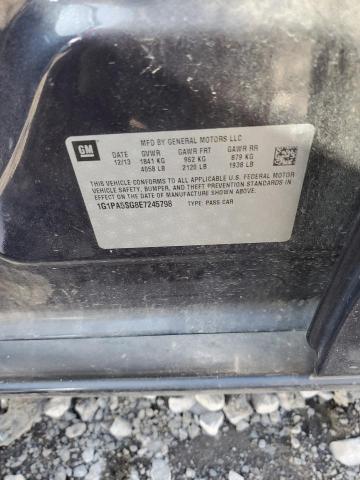 MFD BY GENERAL MOTORS LLC
GM DATE GVWR GAWR FRT GAWR RR
12/13 1841 KG 962 KG 879 KG
4058 LB 2120 LB 1938 LB
THIS VEHICLE CONFORMS TO ALL APPLICABLE U.S. FEDERAL MOTOR
VEHICLE SAFETY, BUMPER, AND THEFT PREVENTION STANDARDS IN
EFFECT ON THE DATE OF MANUFACTURE SHOWN ABOVE.
1G1PA5SG8E7245798 TYPE: PASS CAR